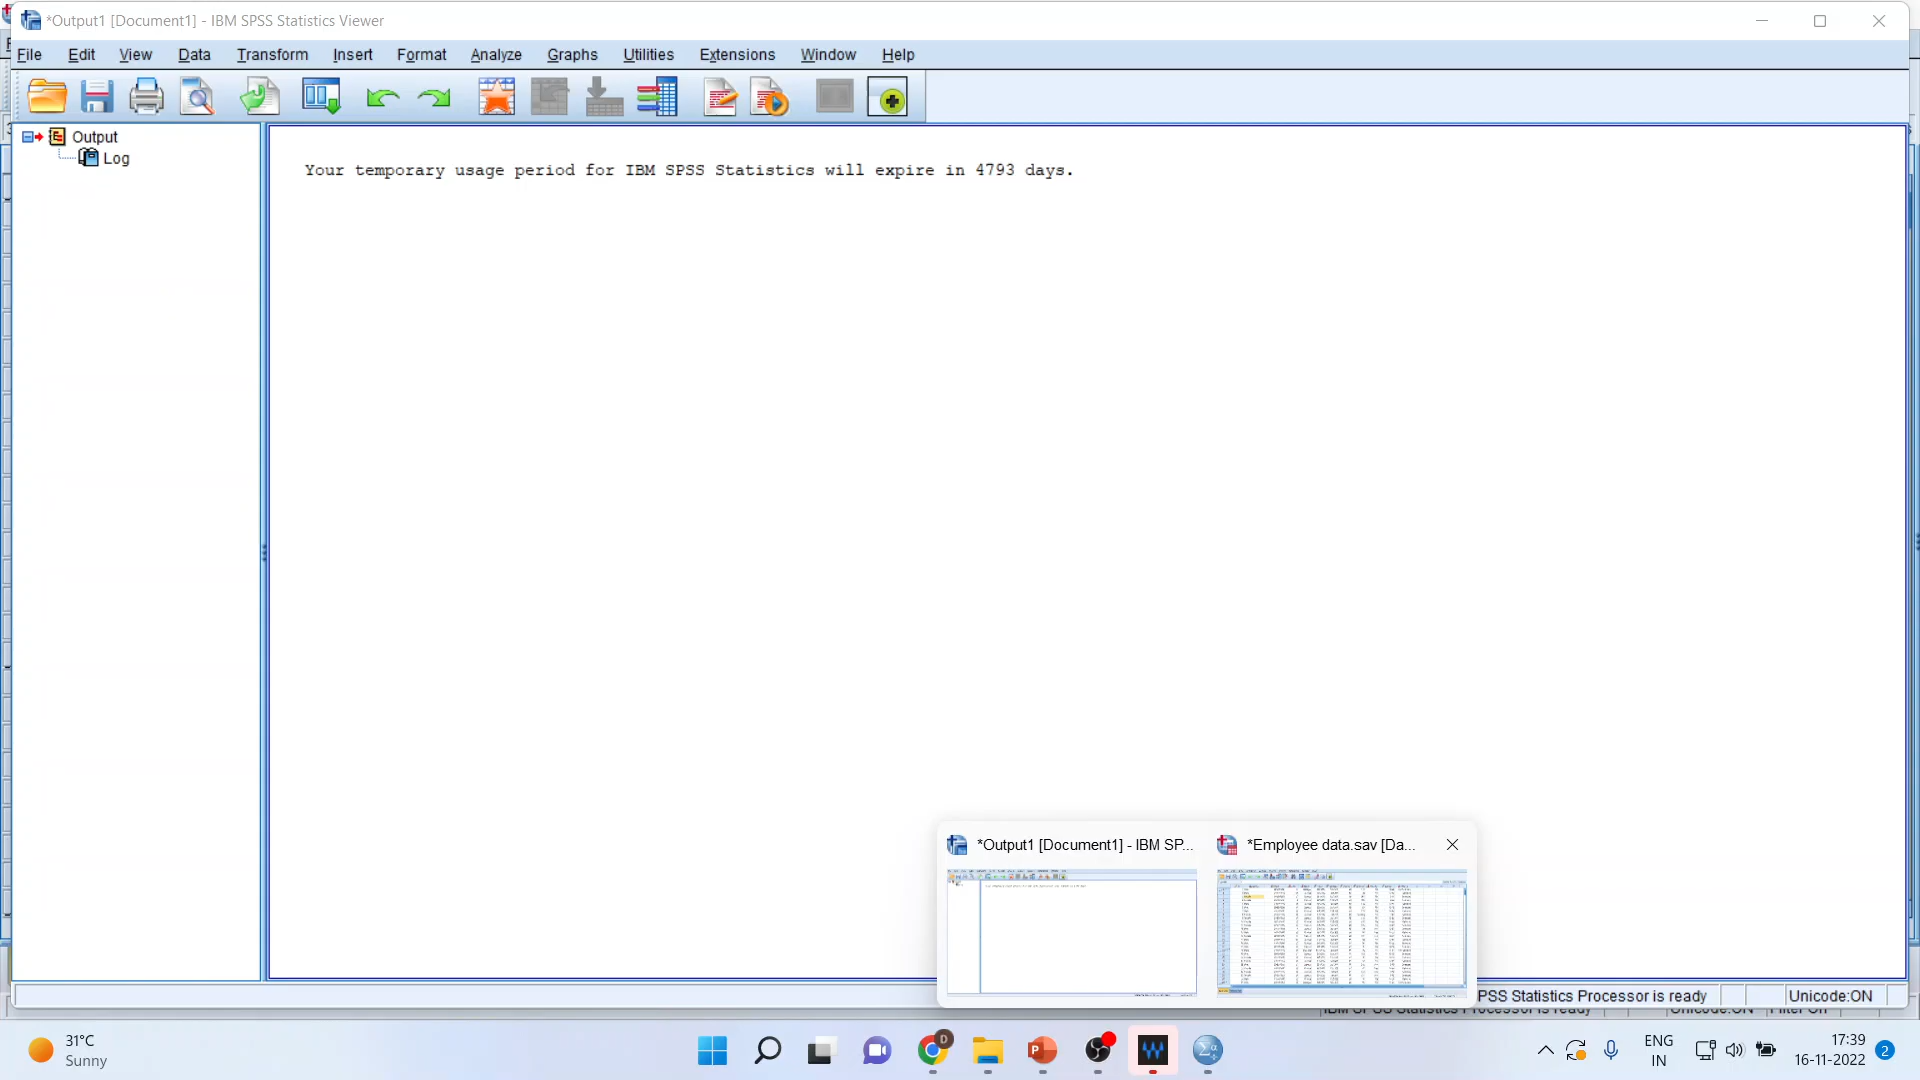 *Output1 [Document1] - IBM SPSS Statistics Viewer
File Edit View Data Transform Insert Format Analyze Graphs Utilities Extensions Window Help
Output
Log
Your temporary usage period for IBM SPSS Statistics will expire in 4793 days.
*Output1 [Document1] - IBM SP...
*Employee data.sav [Da...
PSS Statistics Processor is ready
Unicode:ON
31°C
Sunny
ENG
IN
17:39
16-11-2022
2